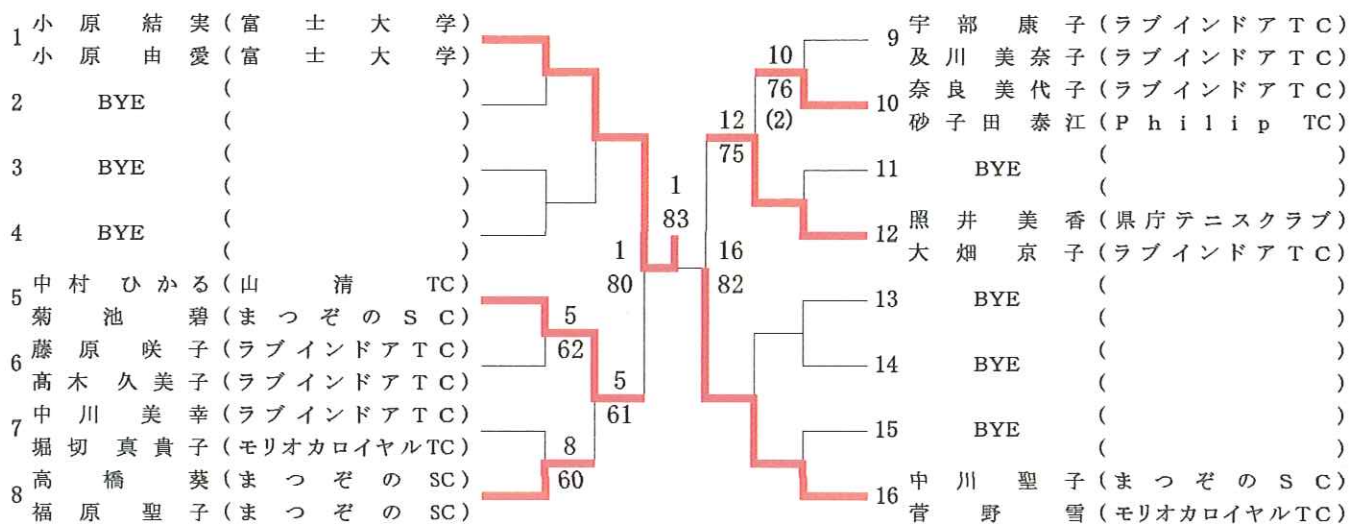 1 小原結実 (富士大学)
小原由愛 (富士大学)
2 BYE ( )
( )
3 BYE ( )
( )
4 BYE ( )
( )
5 中村ひかる (山清TC)
菊池碧 (まつぞのSC)
6 藤原咲子 (ラブインドアTC)
髙木久美子 (ラブインドアTC)
7 中川美幸 (ラブインドアTC)
堀切真貴子 (モリオカロイヤルTC)
8 高橋葵 (まつぞのSC)
福原聖子 (まつぞのSC)
5
62
8
60
5
61
1
80
1
83
16
82
12
75
10
76
(2)
9 宇部康子 (ラブインドアTC)
及川美奈子 (ラブインドアTC)
10 奈良美代子 (ラブインドアTC)
砂子田泰江 (Philip TC)
11 BYE ( )
( )
12 照井美香 (県庁テニスクラブ)
大畑京子 (ラブインドアTC)
13 BYE ( )
( )
14 BYE ( )
( )
15 BYE ( )
( )
16 中川聖子 (まつぞのSC)
菅野雪 (モリオカロイヤルTC)